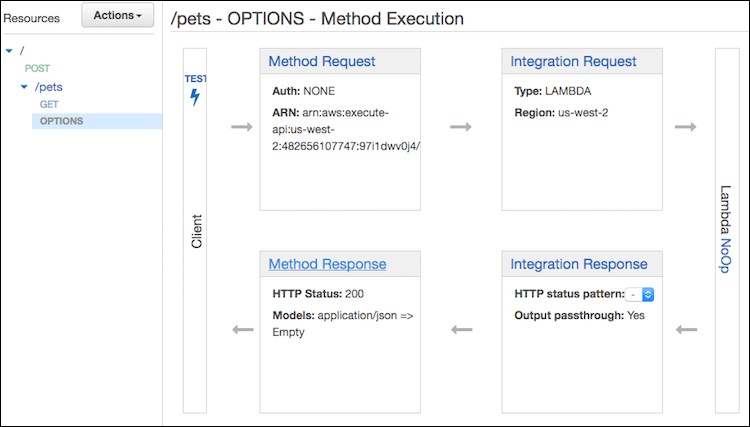 Resources
Actions
/pets - OPTIONS - Method Execution
/
POST
/pets
GET
OPTIONS
TEST
Client
Method Request
Auth: NONE
ARN: arn:aws:execute-
api:us-west-
2:482656107747:97i1dwv0j4/
Integration Request
Type: LAMBDA
Region: us-west-2
Lambda NoOp
Method Response
HTTP Status: 200
Models: application/json =>
Empty
Integration Response
HTTP status pattern: -
Output passthrough: Yes